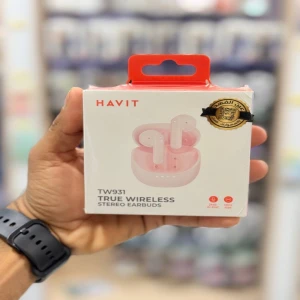 HAVIT
TW931
TRUE WIRELESS
STEREO EARBUDS